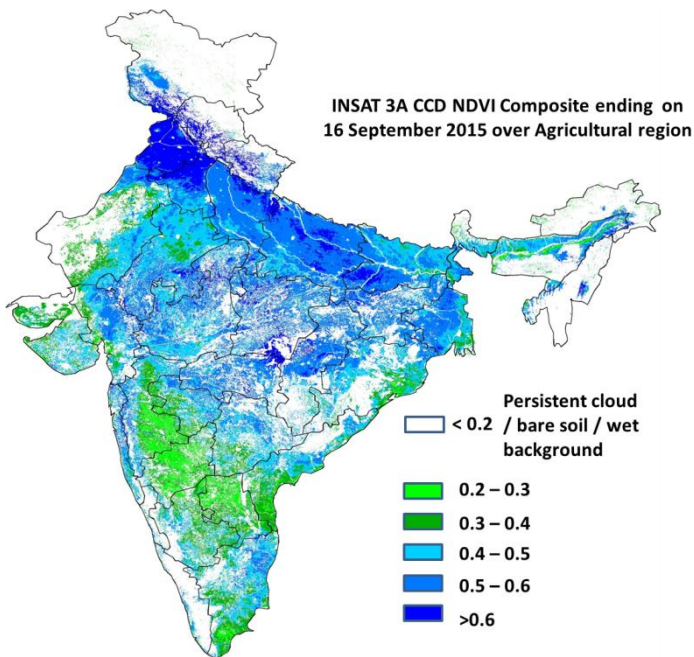 INSAT 3A CCD NDVI Composite ending on
16 September 2015 over Agricultural region
Persistent cloud
< 0.2 / bare soil / wet
background
0.2 – 0.3
0.3 – 0.4
0.4 – 0.5
0.5 – 0.6
>0.6